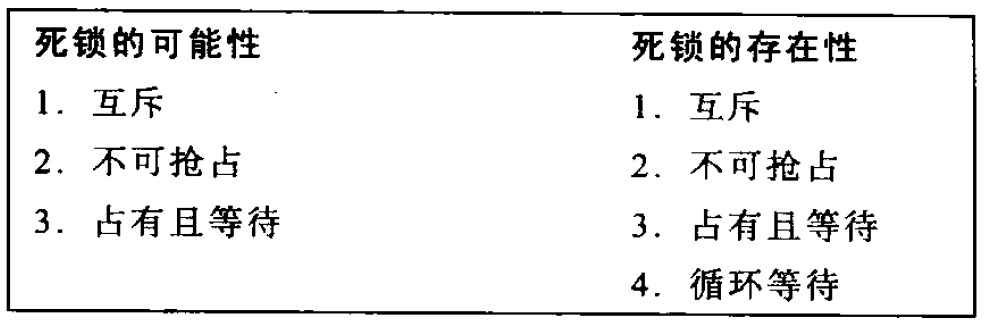 死锁的可能性
1. 互斥
2. 不可抢占
3. 占有且等待
死锁的存在性
1. 互斥
2. 不可抢占
3. 占有且等待
4. 循环等待